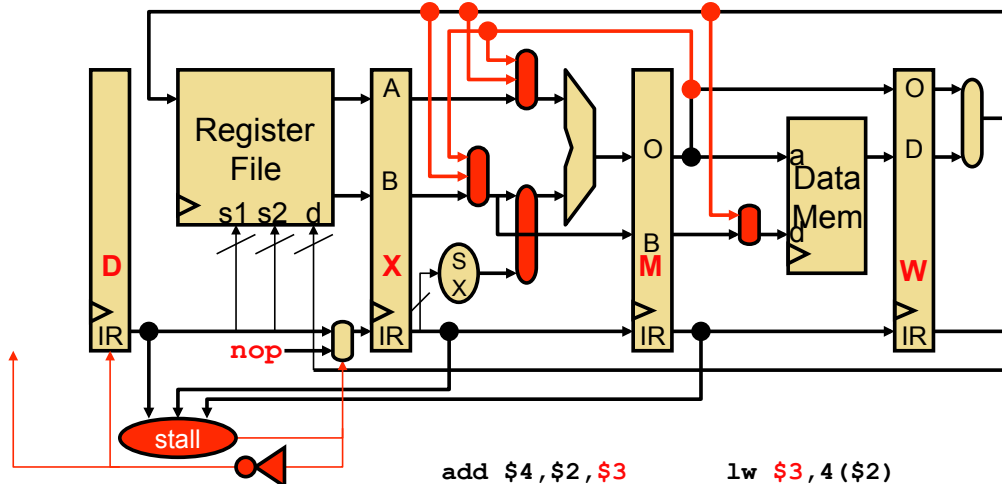 Register
File
s1 s2 d
D
IR
A
B
X
IR
S
X
nop
stall
O
B
M
IR
a
Data
Mem
d
O
D
W
IR
add $4,$2,$3
lw $3,4($2)